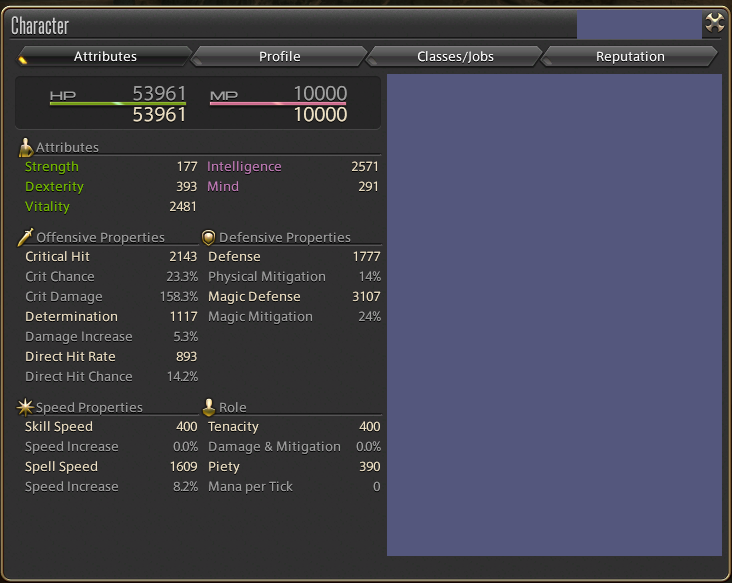 Character
Attributes Profile Classes/Jobs Reputation
HP 53961 MP 10000
53961 10000
Attributes
Strength 177 Intelligence 2571
Dexterity 393 Mind 291
Vitality 2481
Offensive Properties Defensive Properties
Critical Hit 2143 Defense 1777
Crit Chance 23.3% Physical Mitigation 14%
Crit Damage 158.3% Magic Defense 3107
Determination 1117 Magic Mitigation 24%
Damage Increase 5.3%
Direct Hit Rate 893
Direct Hit Chance 14.2%
Speed Properties Role
Skill Speed 400 Tenacity 400
Speed Increase 0.0% Damage & Mitigation 0.0%
Spell Speed 1609 Piety 390
Speed Increase 8.2% Mana per Tick 0